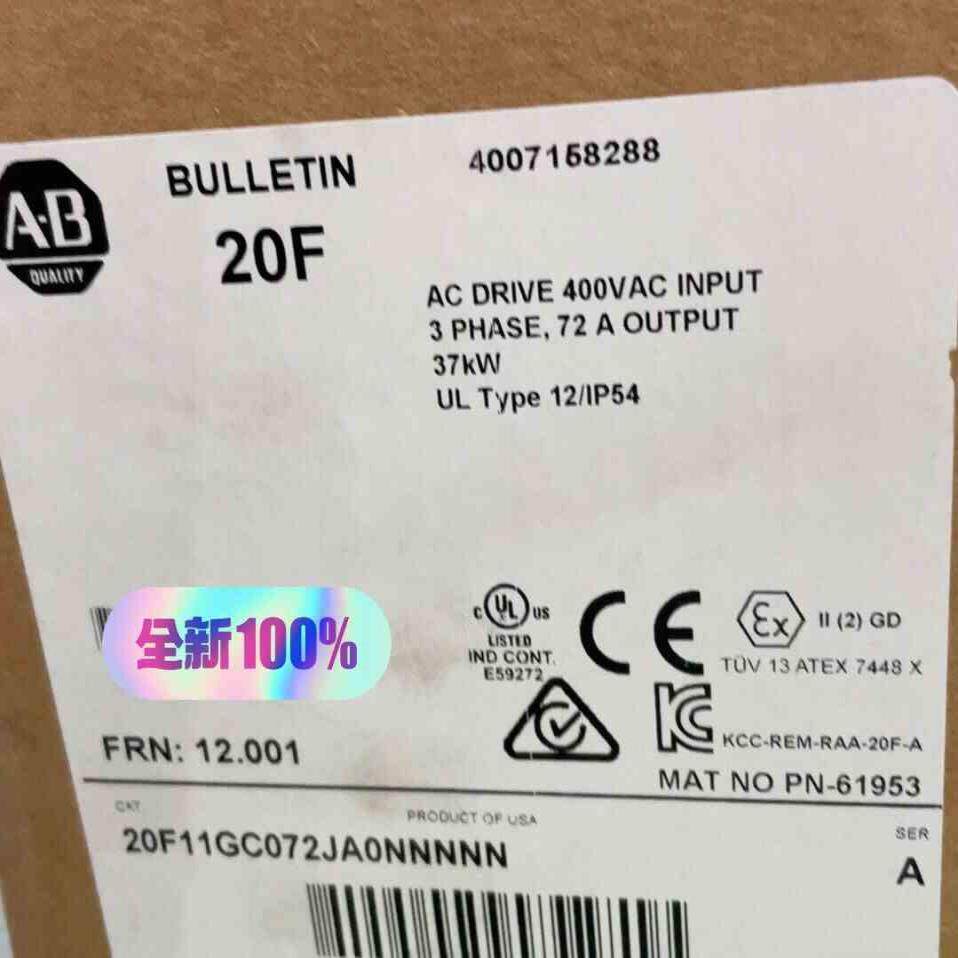 A-B
QUALITY
BULLETIN
20F
4007158288
AC DRIVE 400VAC INPUT
3 PHASE, 72 A OUTPUT
37kW
UL Type 12/IP54
全新100%
C UL US
LISTED
IND CONT.
E59272
CE
Ex II (2) GD
TÜV 13 ATEX 7448 X
KCC-REM-RAA-20F-A
FRN: 12.001
MAT NO PN-61953
CAT
PRODUCT OF USA
SER
20F11GC072JA0NNNNN
A